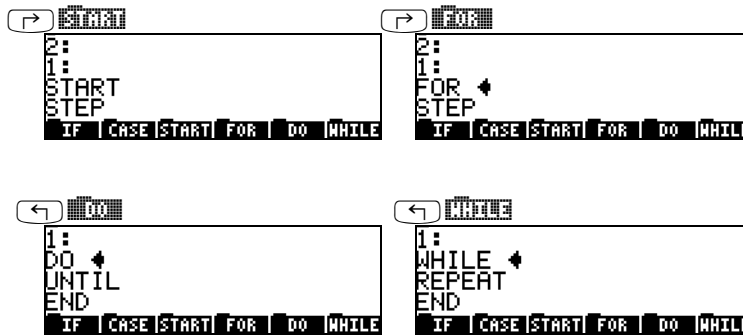 [START]
2:
1:
START
STEP
IF CASE START FOR DO WHILE
[FOR]
2:
1:
FOR
STEP
IF CASE START FOR DO WHIL
[DO]
1:
DO
UNTIL
END
IF CASE START FOR DO WHILE
[WHILE]
1:
WHILE
REPEAT
END
IF CASE START FOR DO WHIL